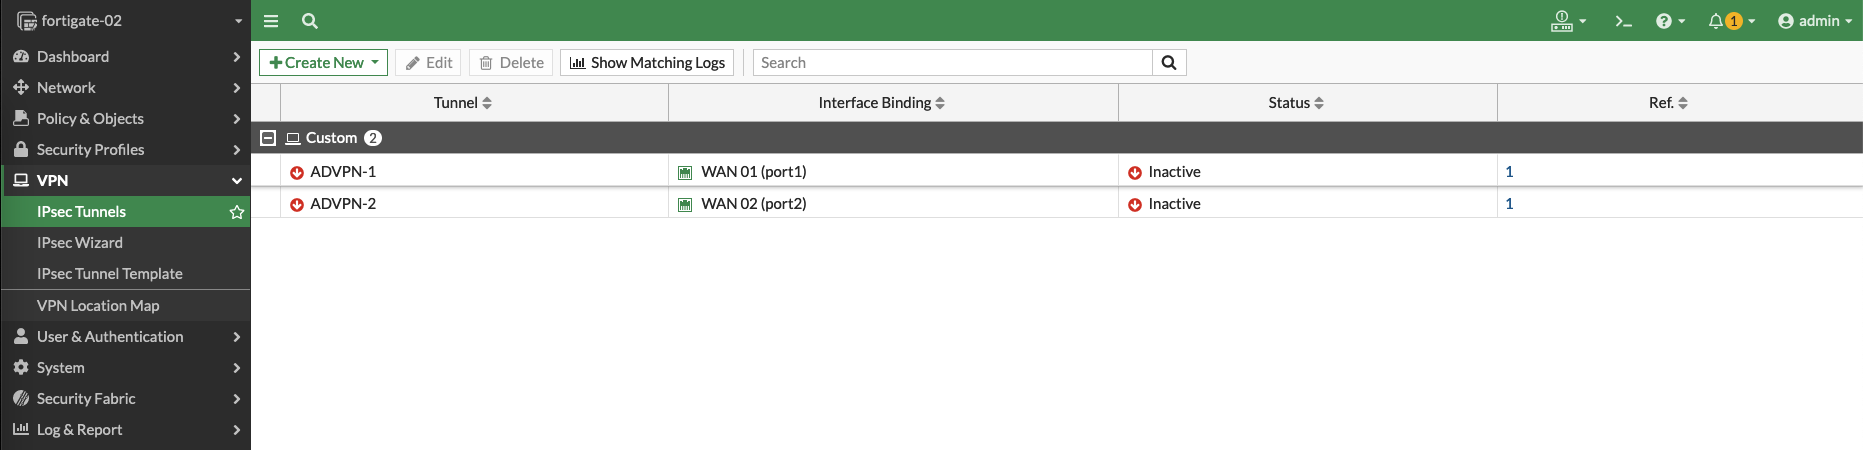 fortigate-02
1
admin
Dashboard
Network
Policy & Objects
Security Profiles
VPN
IPsec Tunnels
IPsec Wizard
IPsec Tunnel Template
VPN Location Map
User & Authentication
System
Security Fabric
Log & Report
Create New Edit Delete Show Matching Logs Search
Tunnel Interface Binding Status Ref.
Custom 2
ADVPN-1 WAN 01 (port1) Inactive 1
ADVPN-2 WAN 02 (port2) Inactive 1